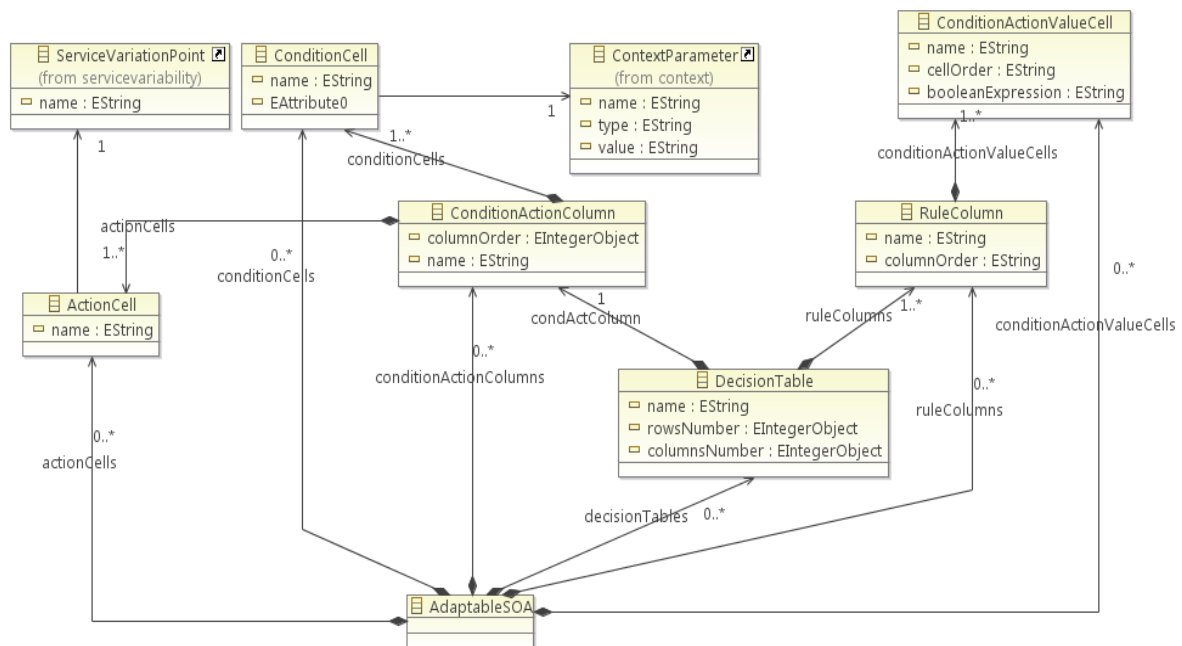 ServiceVariationPoint
(from servicevariability)
name : EString
ConditionCell
name : EString
EAttribute0
ContextParameter
(from context)
name : EString
type : EString
value : EString
ConditionActionValueCell
name : EString
cellOrder : EString
booleanExpression : EString
1
1
1..*
conditionCells
1..*
conditionActionValueCells
ConditionActionColumn
columnOrder : EIntegerObject
name : EString
RuleColumn
name : EString
columnOrder : EString
actionCells
1..*
0..*
conditionCells
0..*
conditionActionValueCells
ActionCell
name : EString
1
condActColumn
ruleColumns
1..*
0..*
conditionActionColumns
DecisionTable
name : EString
rowsNumber : EIntegerObject
columnsNumber : EIntegerObject
0..*
ruleColumns
0..*
actionCells
decisionTables
0..*
AdaptableSOA